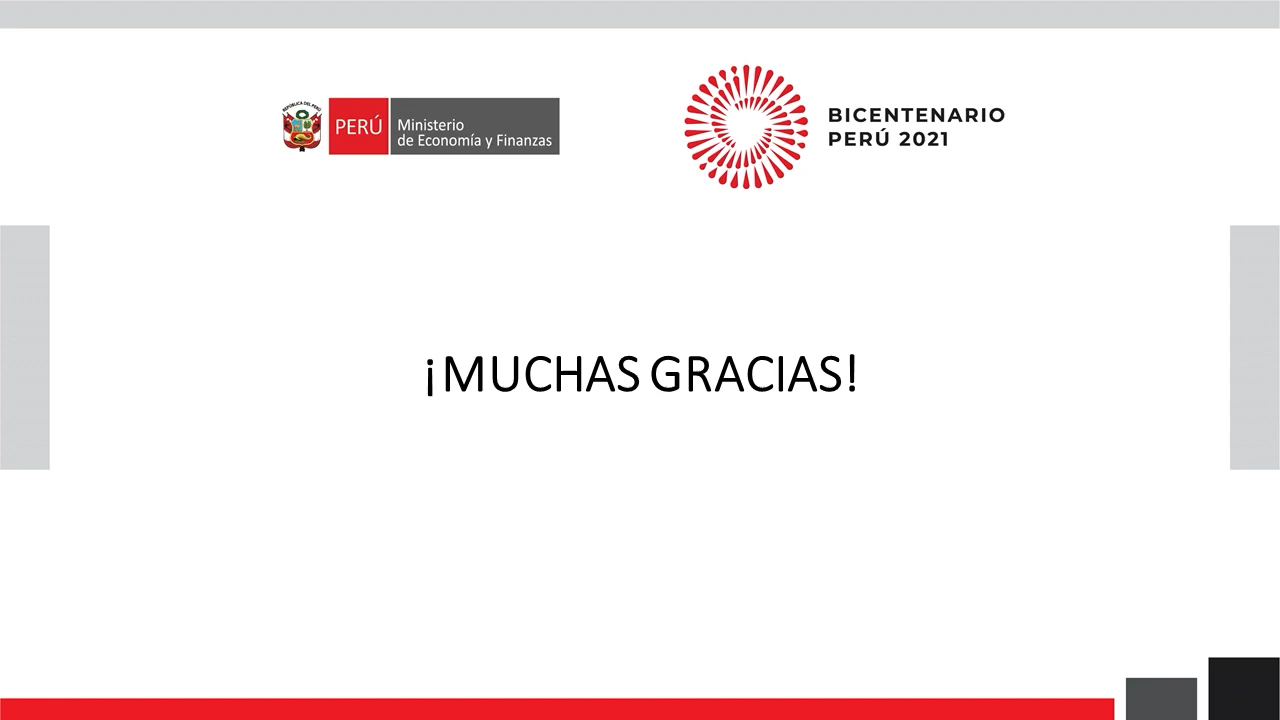 REPÚBLICA DEL PERÚ
PERÚ
Ministerio
de Economía y Finanzas
BICENTENARIO
PERÚ 2021
¡MUCHAS GRACIAS!